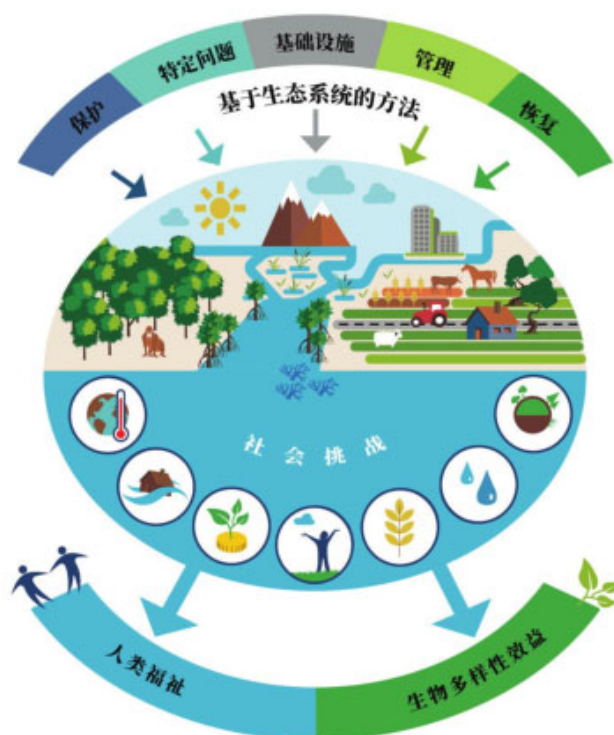 保护
特定问题
基础设施
管理
恢复
基于生态系统的方法
社会挑战
人类福祉
生物多样性效益